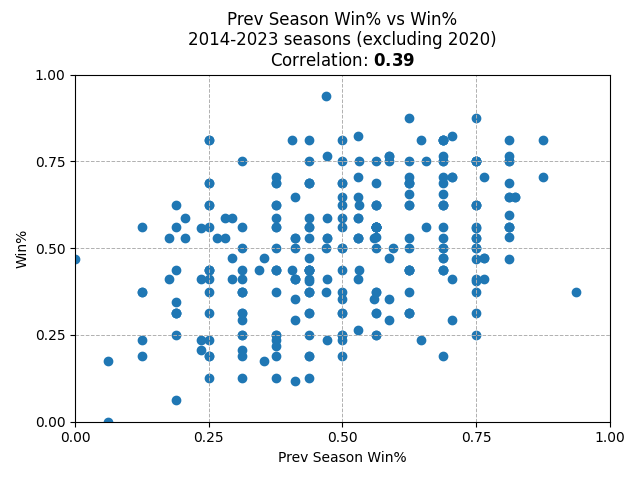 Prev Season Win% vs Win%
2014-2023 seasons (excluding 2020)
Correlation: 0.39
1.00
0.75
0.50
0.25
0.00
Win%
0.00 0.25 0.50 0.75 1.00
Prev Season Win%